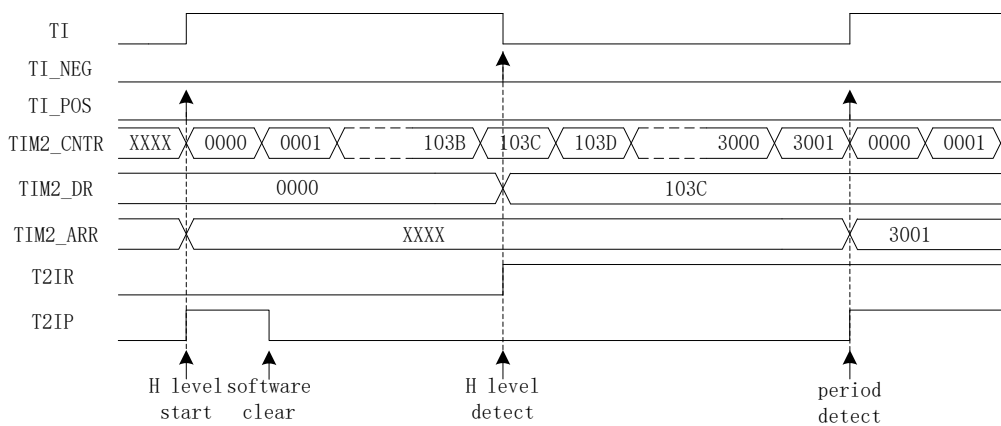 TI
TI_NEG
TI_POS
TIM2_CNTR XXXX 0000 0001 103B 103C 103D 3000 3001 0000 0001
TIM2_DR 0000 103C
TIM2_ARR XXXX 3001
T2IR
T2IP
H level start
software clear
H level detect
period detect